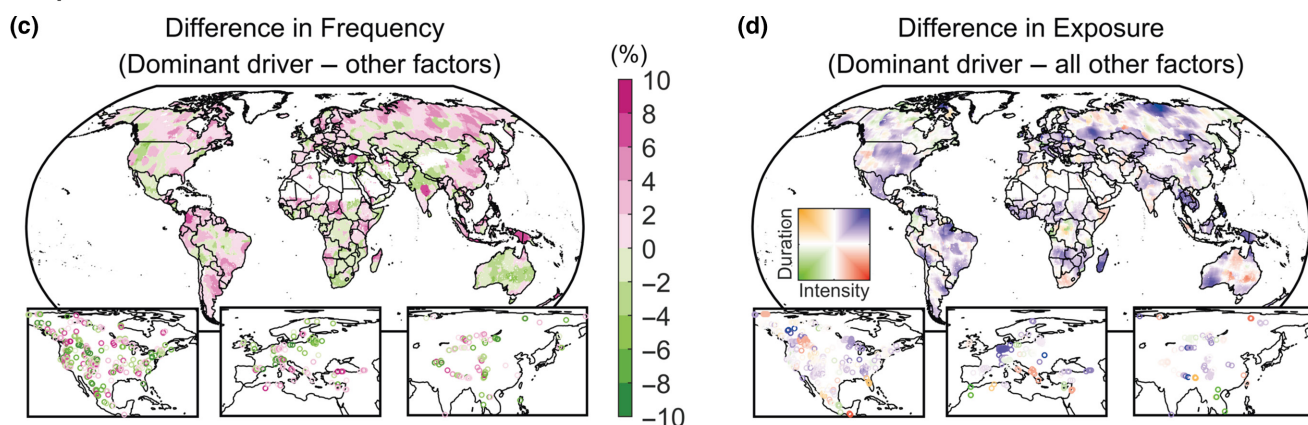 (c)
Difference in Frequency
(Dominant driver – other factors)
(%)
10
8
6
4
2
0
−2
−4
−6
−8
−10
(d)
Difference in Exposure
(Dominant driver – all other factors)
Duration
Intensity